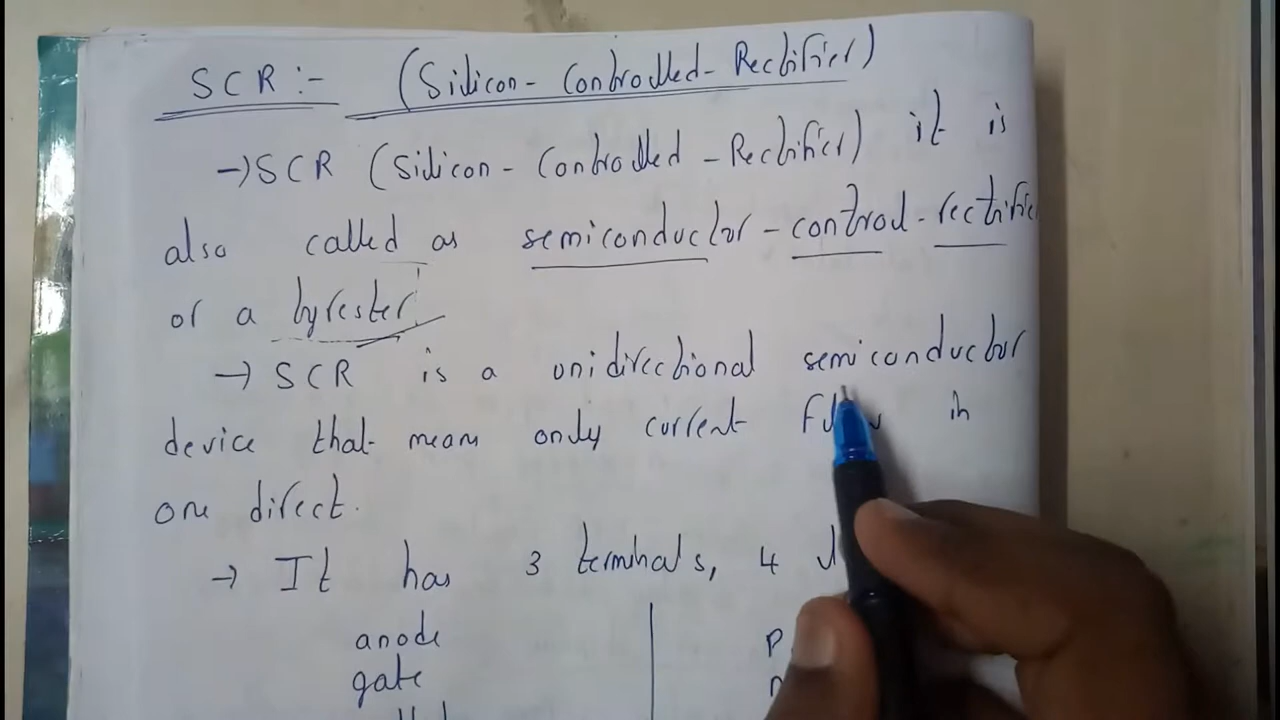 SCR :- (Silicon-Controlled-Rectifier)
→ SCR (Silicon-Controlled-Rectifier) it is
also called as semiconductor-control-rectifie
or a tyrester.
→ SCR is a unidirectional semiconductor
device that mean only current in
one direct.
→ It has 3 terminals, 4
anode p
gate n